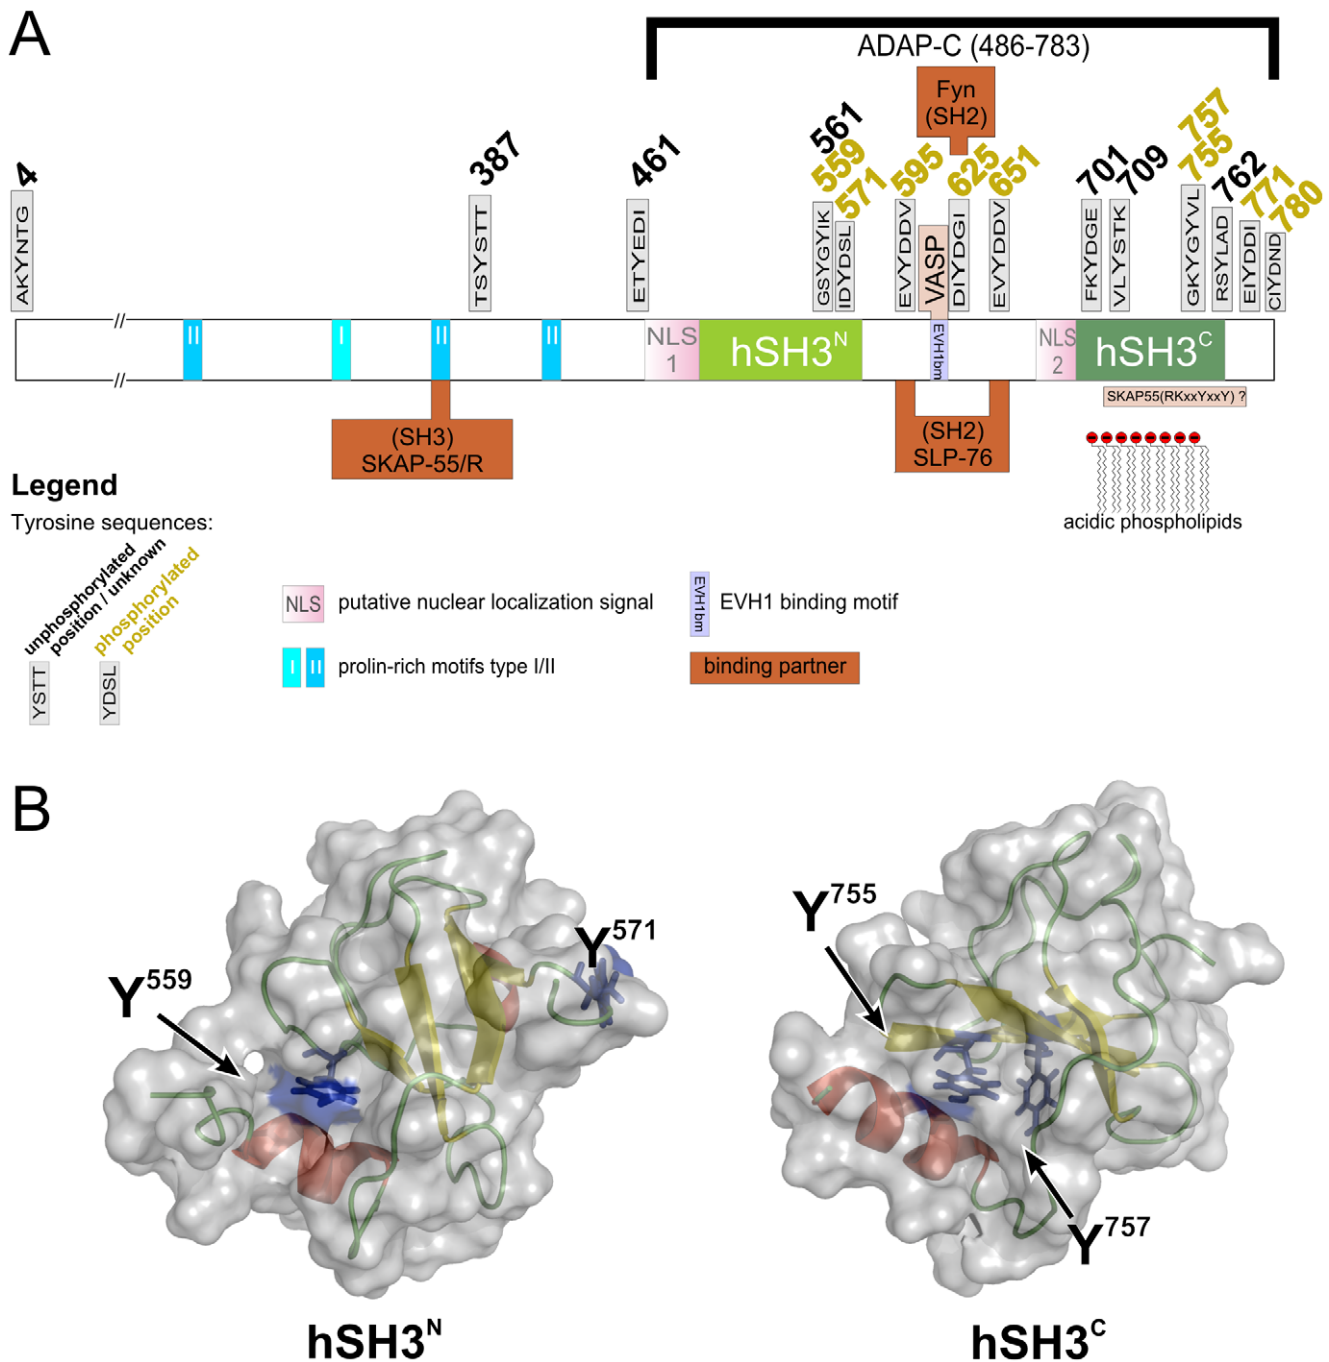 A
ADAP-C (486-783)
Fyn
(SH2)
4
387
461
561
559
571
595
625
651
701
709
757
755
762
771
780
AKYNTG
TSYSTT
ETYEDI
GSYGYIK
IDYDSL
EVYDDV
VASP
DIYDGI
EVYDDV
FKYDGE
VLYSTK
GKYGYVL
RSYLAD
EIYDDI
CIYDND
//
//
II
I
II
II
NLS
1
hSH3N
EVH1bm
NLS
2
hSH3C
SKAP55(RKxxYxxY) ?
(SH3)
SKAP-55/R
(SH2)
SLP-76
acidic phospholipids
Legend
Tyrosine sequences:
unphosphorylated
position / unknown
phosphorylated
position
YSTT
YDSL
NLS
putative nuclear localization signal
EVH1bm
EVH1 binding motif
I
II
prolin-rich motifs type I/II
binding partner
B
Y559
Y571
Y755
Y757
hSH3N
hSH3C